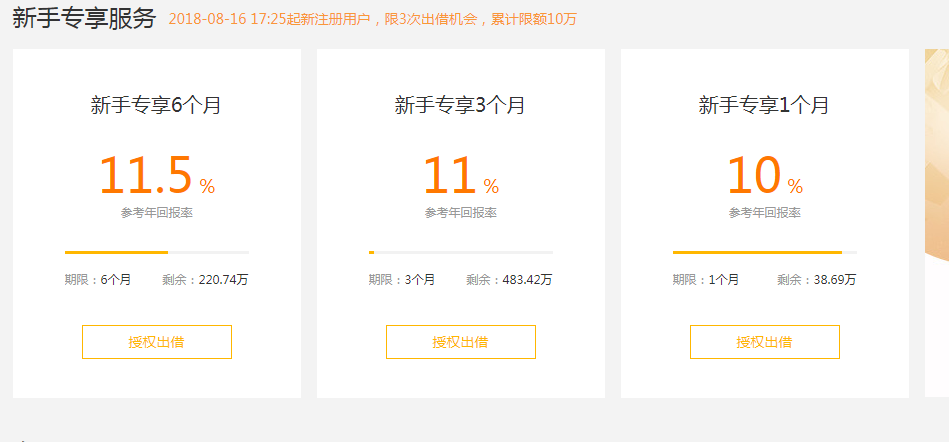 新手专享服务 2018-08-16 17:25起新注册用户，限3次出借机会，累计限额10万
新手专享6个月
11.5%
参考年回报率
期限：6个月 剩余：220.74万
授权出借
新手专享3个月
11%
参考年回报率
期限：3个月 剩余：483.42万
授权出借
新手专享1个月
10%
参考年回报率
期限：1个月 剩余：38.69万
授权出借